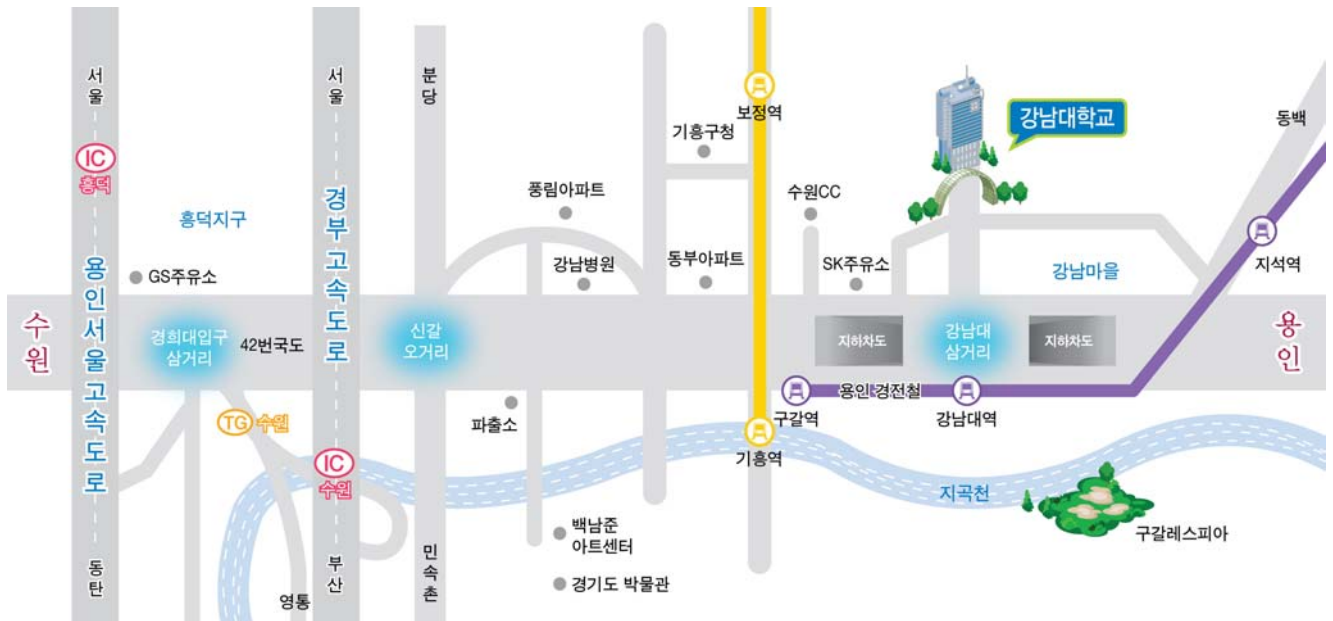 서울
서울
분당
보정역
기흥구청
강남대학교
동백
IC
흥덕
풍림아파트
수원CC
흥덕지구
경부고속도로
강남병원
동부아파트
SK주유소
강남마을
지석역
GS주유소
용인서울고속도로
수원
경희대입구
삼거리
42번국도
신갈
오거리
지하차도
강남대
삼거리
지하차도
용인
용인 경전철
파출소
구갈역
강남대역
TG 수원
기흥역
IC
수원
지곡천
구갈레스피아
백남준
아트센터
동탄
부산
민속촌
경기도 박물관
영통